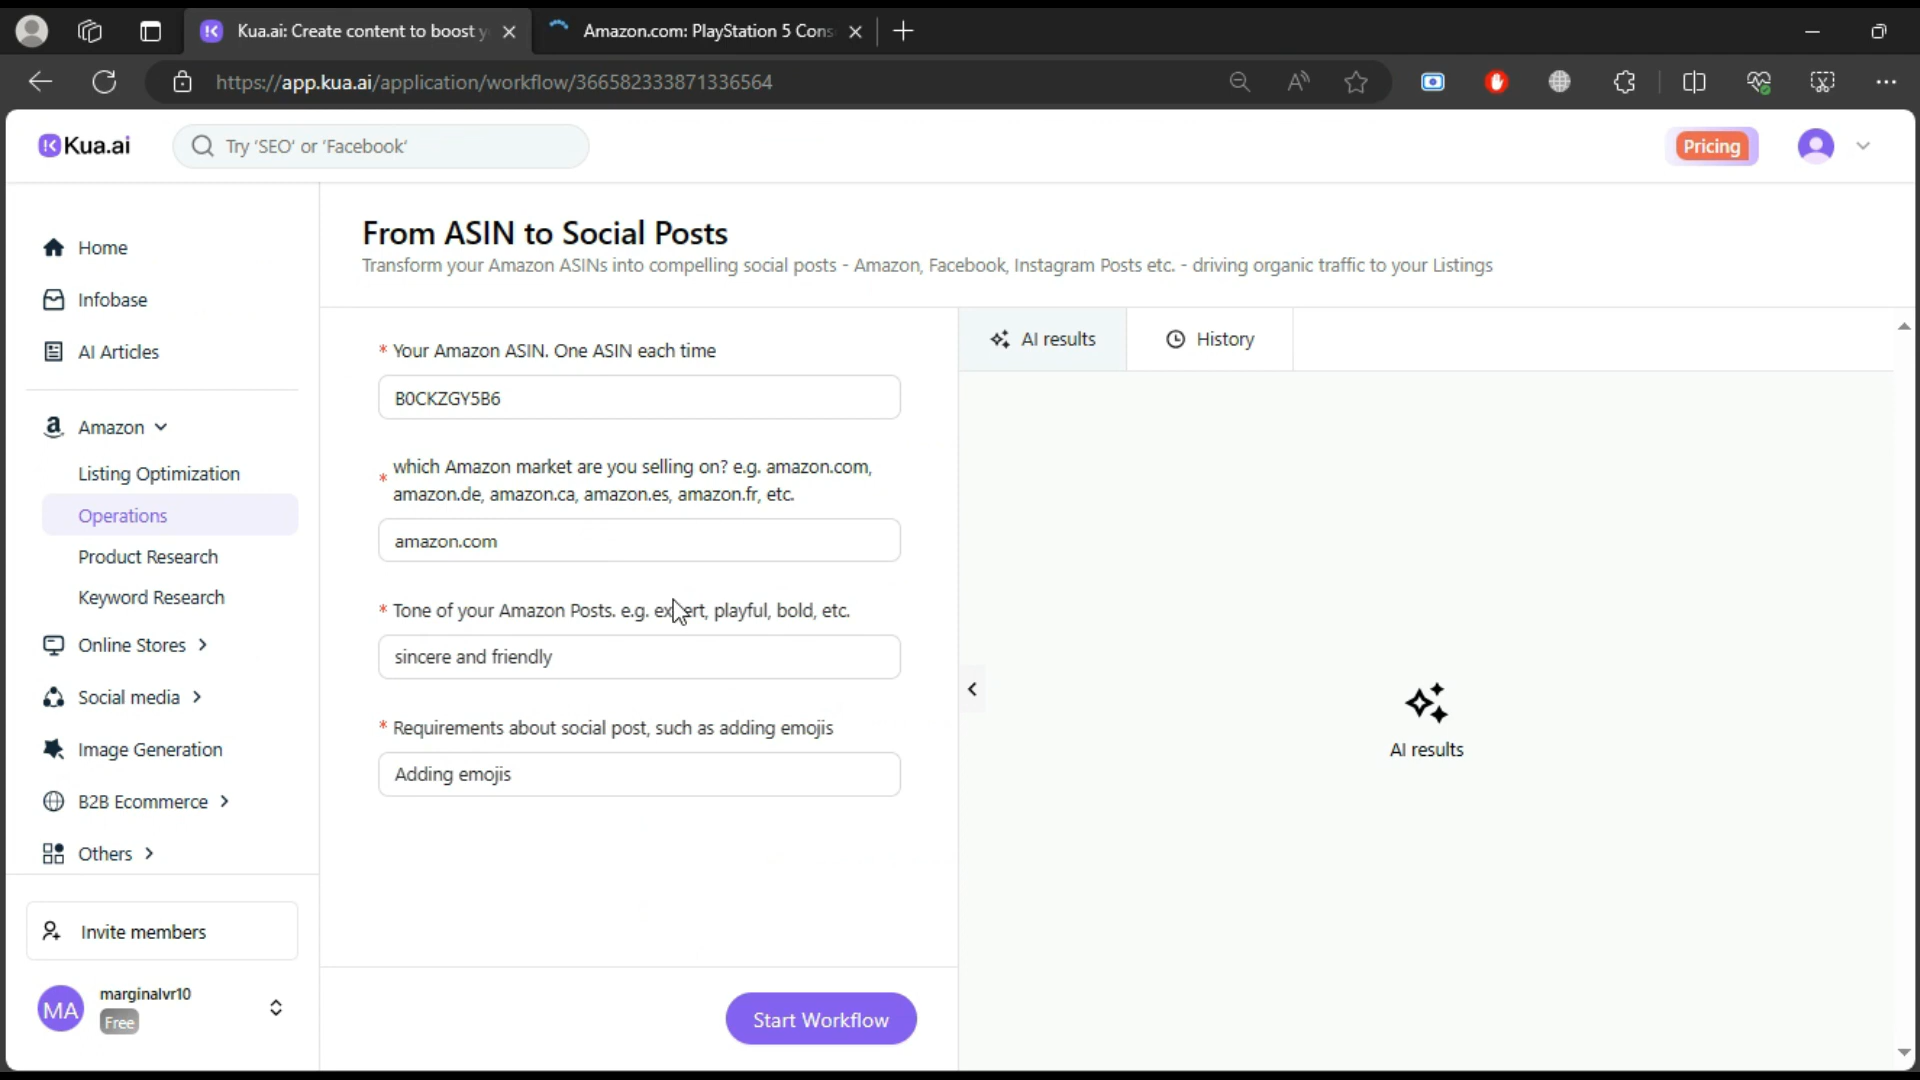 Kua.ai: Create content to boost y
Amazon.com: PlayStation 5 Cons
https://app.kua.ai/application/workflow/366582333871336564
Kua.ai
Try 'SEO' or 'Facebook'
Pricing
Home
Infobase
AI Articles
Amazon
Listing Optimization
Operations
Product Research
Keyword Research
Online Stores
Social media
Image Generation
B2B Ecommerce
Others
Invite members
MA
marginalvr10
Free
From ASIN to Social Posts
Transform your Amazon ASINs into compelling social posts - Amazon, Facebook, Instagram Posts etc. - driving organic traffic to your Listings
* Your Amazon ASIN. One ASIN each time
B0CKZGY5B6
* which Amazon market are you selling on? e.g. amazon.com,
amazon.de, amazon.ca, amazon.es, amazon.fr, etc.
amazon.com
* Tone of your Amazon Posts. e.g. expert, playful, bold, etc.
sincere and friendly
* Requirements about social post, such as adding emojis
Adding emojis
Start Workflow
AI results
History
AI results